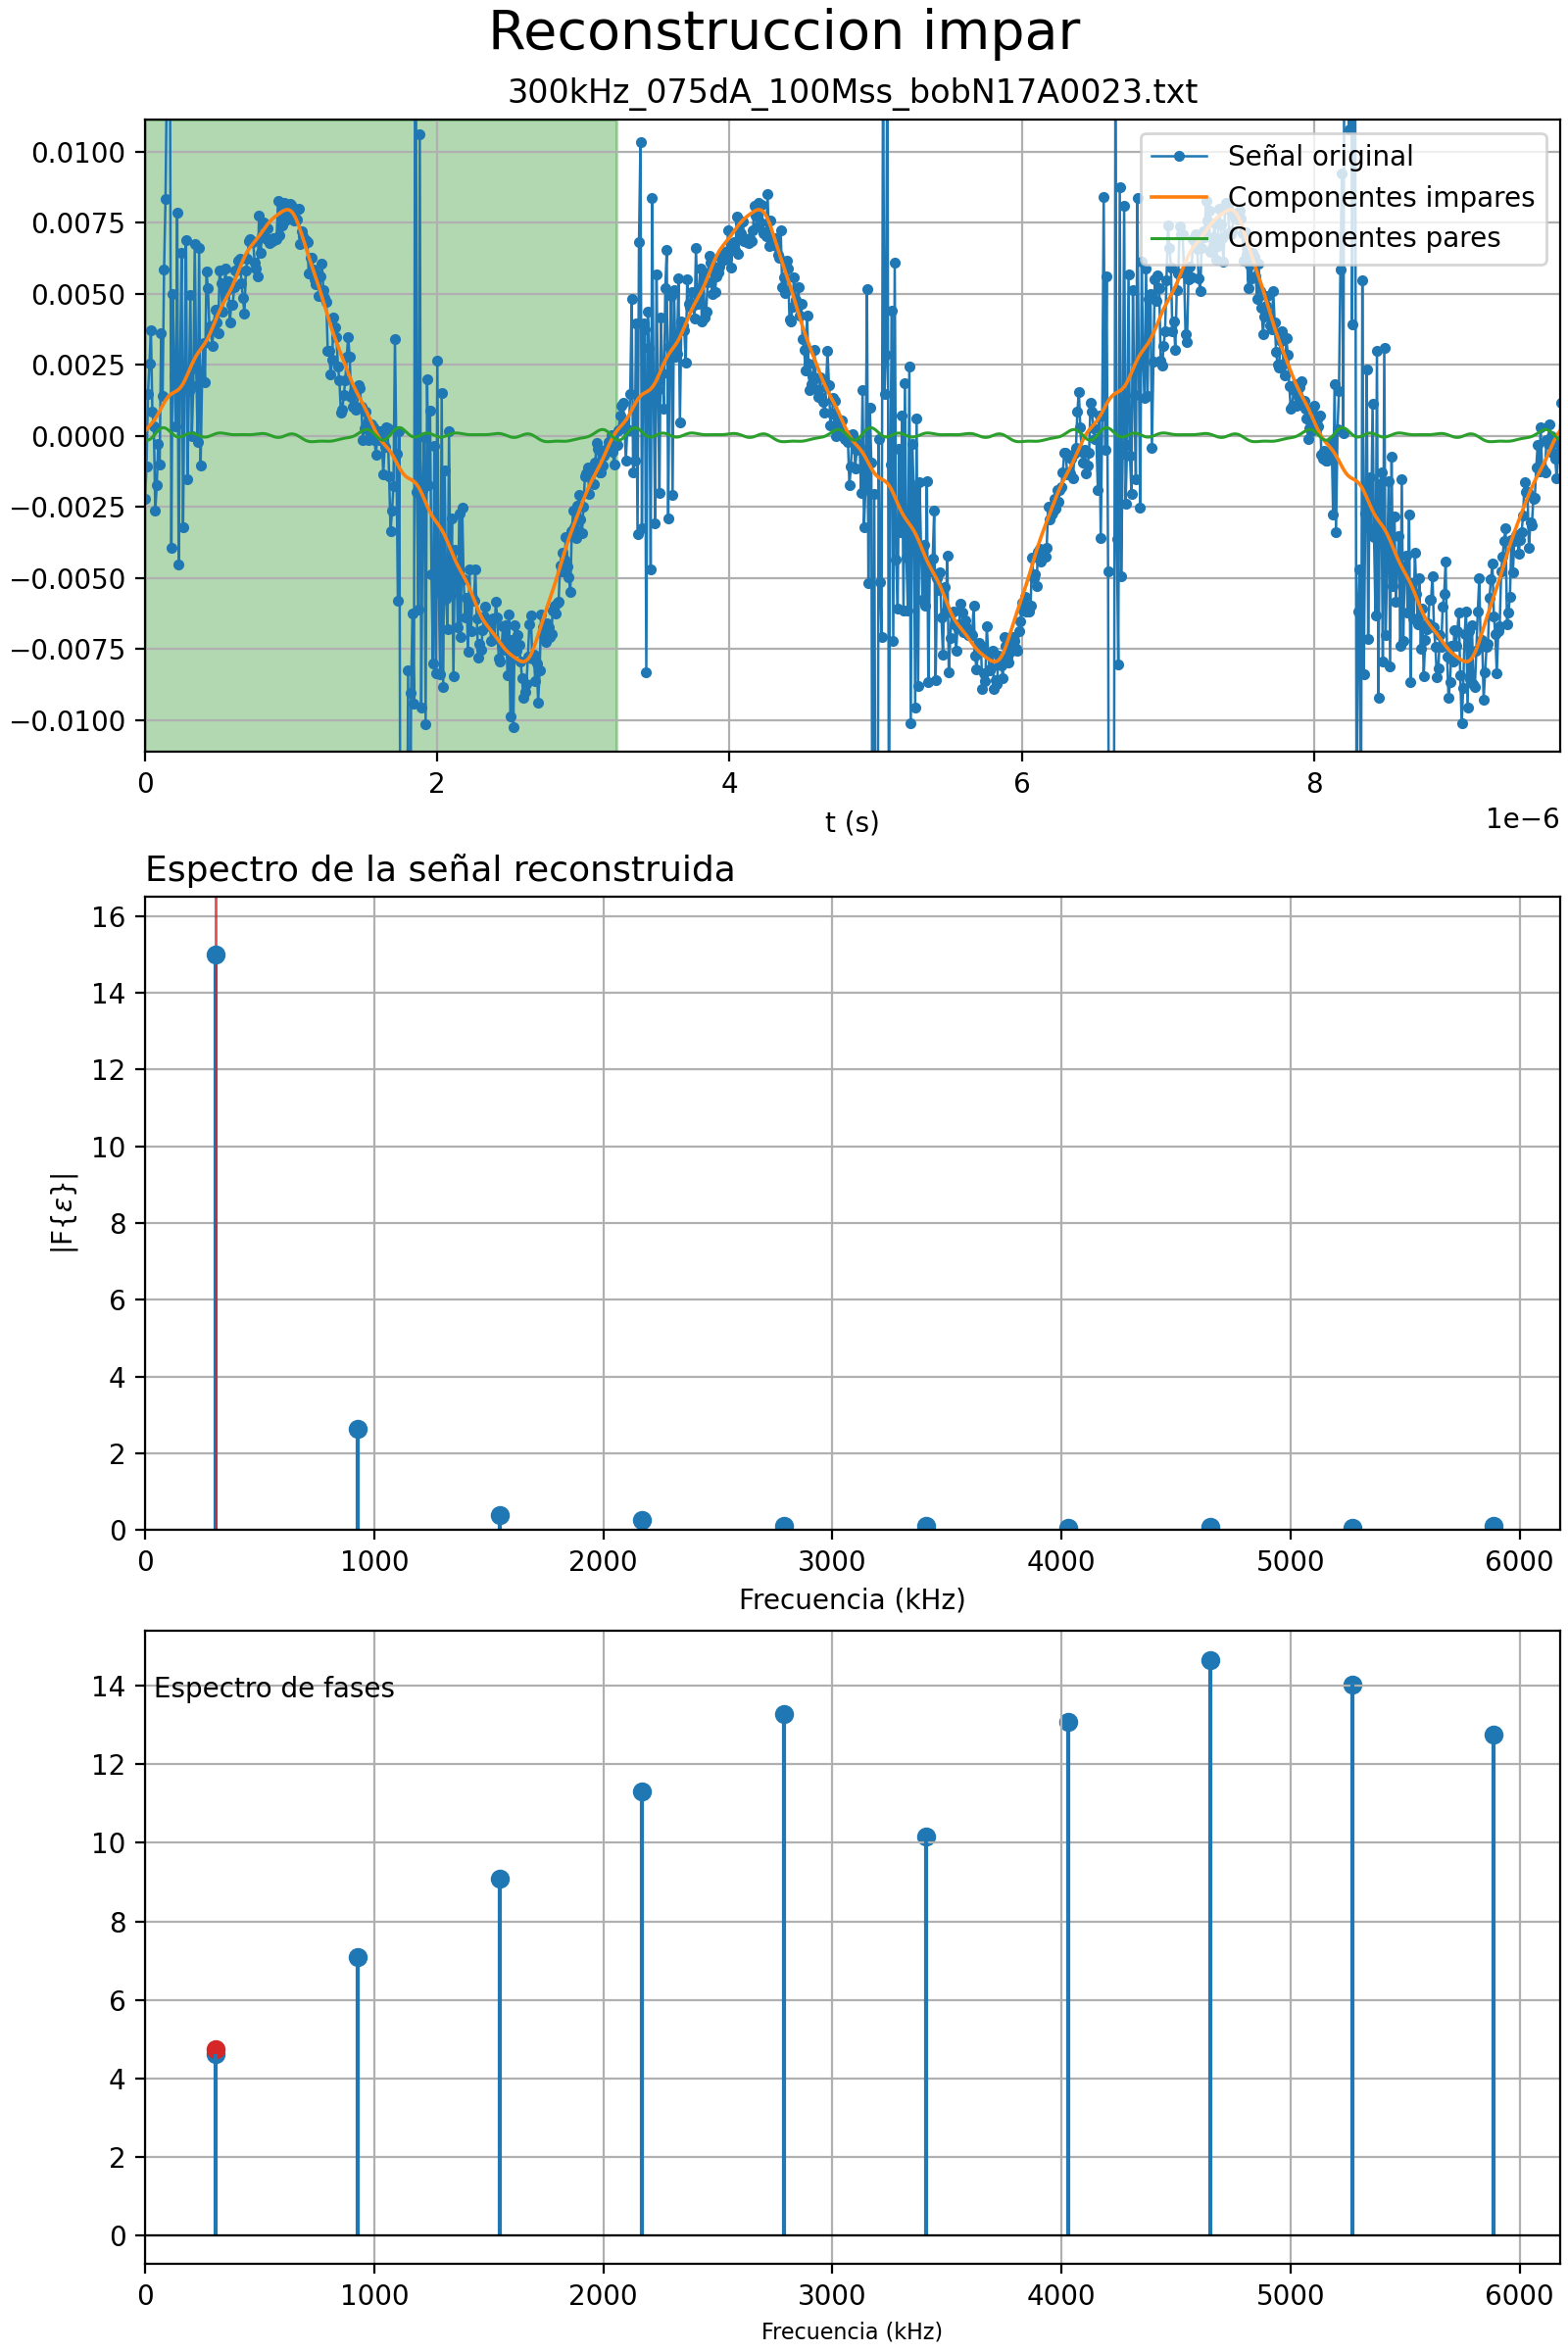 Reconstruccion impar
300kHz_075dA_100Mss_bobN17A0023.txt
0.0100
0.0075
0.0050
0.0025
0.0000
−0.0025
−0.0050
−0.0075
−0.0100
Señal original
Componentes impares
Componentes pares
0 2 4 6 8
t (s)
1e−6
Espectro de la señal reconstruida
16
14
12
10
8
6
4
2
0
|F{ε}|
0 1000 2000 3000 4000 5000 6000
Frecuencia (kHz)
Espectro de fases
14
12
10
8
6
4
2
0
0 1000 2000 3000 4000 5000 6000
Frecuencia (kHz)